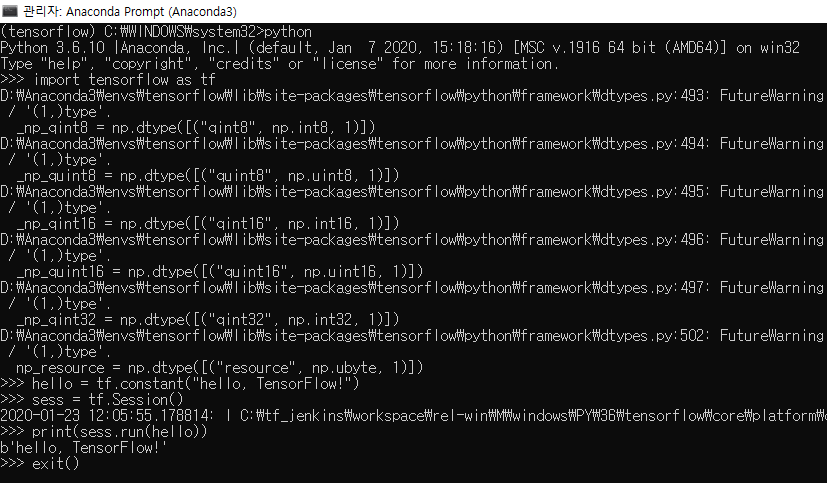 관리자: Anaconda Prompt (Anaconda3)
(tensorflow) C:₩WINDOWS₩system32>python
Python 3.6.10 |Anaconda, Inc.| (default, Jan  7 2020, 15:18:16) [MSC v.1916 64 bit (AMD64)] on win32
Type "help", "copyright", "credits" or "license" for more information.
>>> import tensorflow as tf
D:₩Anaconda3₩envs₩tensorflow₩lib₩site-packages₩tensorflow₩python₩framework₩dtypes.py:493: FutureWarning
 / '(1,)type'.
  _np_qint8 = np.dtype([("qint8", np.int8, 1)])
D:₩Anaconda3₩envs₩tensorflow₩lib₩site-packages₩tensorflow₩python₩framework₩dtypes.py:494: FutureWarning
 / '(1,)type'.
  _np_quint8 = np.dtype([("quint8", np.uint8, 1)])
D:₩Anaconda3₩envs₩tensorflow₩lib₩site-packages₩tensorflow₩python₩framework₩dtypes.py:495: FutureWarning
 / '(1,)type'.
  _np_qint16 = np.dtype([("qint16", np.int16, 1)])
D:₩Anaconda3₩envs₩tensorflow₩lib₩site-packages₩tensorflow₩python₩framework₩dtypes.py:496: FutureWarning
 / '(1,)type'.
  _np_quint16 = np.dtype([("quint16", np.uint16, 1)])
D:₩Anaconda3₩envs₩tensorflow₩lib₩site-packages₩tensorflow₩python₩framework₩dtypes.py:497: FutureWarning
 / '(1,)type'.
  _np_qint32 = np.dtype([("qint32", np.int32, 1)])
D:₩Anaconda3₩envs₩tensorflow₩lib₩site-packages₩tensorflow₩python₩framework₩dtypes.py:502: FutureWarning
 / '(1,)type'.
  np_resource = np.dtype([("resource", np.ubyte, 1)])
>>> hello = tf.constant("hello, TensorFlow!")
>>> sess = tf.Session()
2020-01-23 12:05:55.178814: I C:₩tf_jenkins₩workspace₩rel-win₩M₩windows₩PY₩36₩tensorflow₩core₩platform₩
>>> print(sess.run(hello))
b'hello, TensorFlow!'
>>> exit()